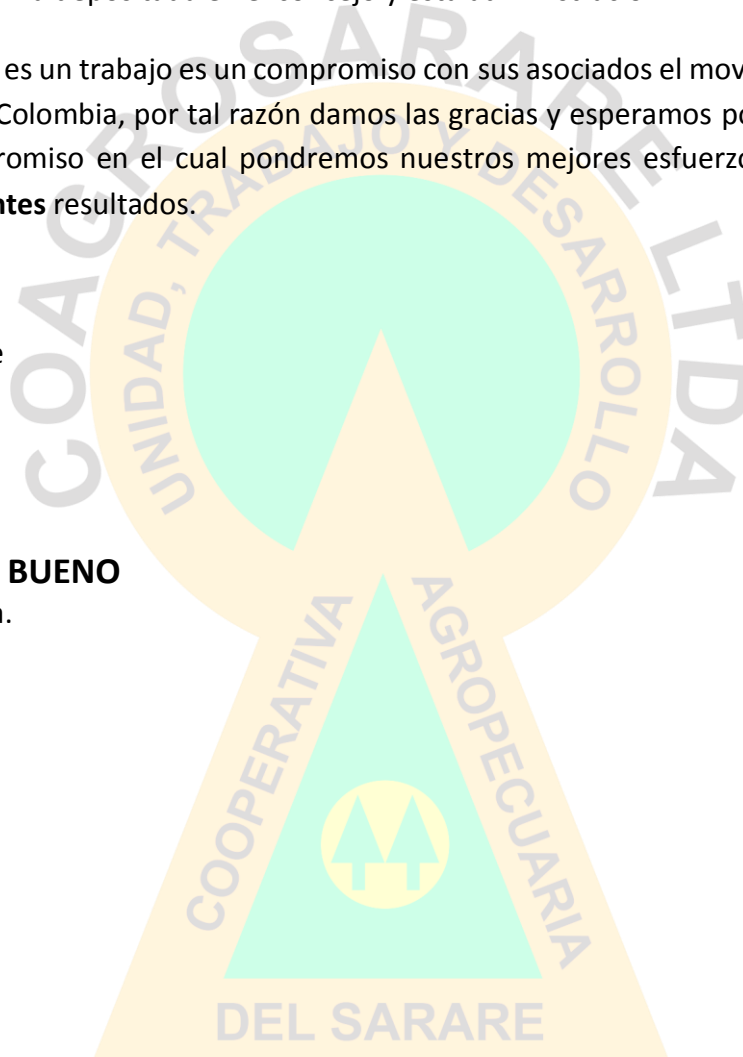 es un trabajo es un compromiso con sus asociados el mov
Colombia, por tal razón damos las gracias y esperamos po
romiso en el cual pondremos nuestros mejores esfuerzo
ntes resultados.
e
BUENO
COAGROSARARE LTDA
UNIDAD, TRABAJO Y DESARROLLO
COOPERATIVA
AGROPECUARIA
DEL SARARE